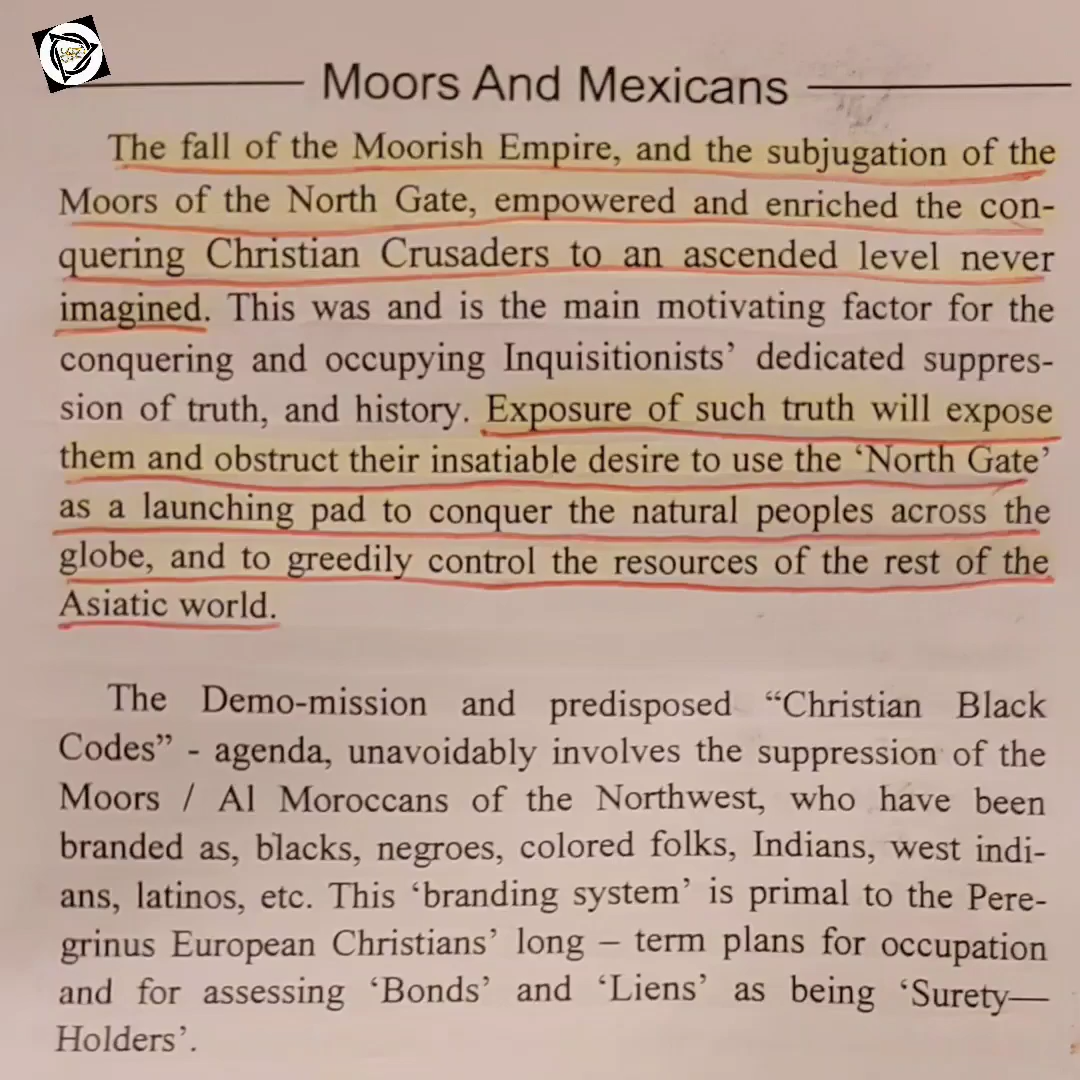 Moors And Mexicans
The fall of the Moorish Empire, and the subjugation of the
Moors of the North Gate, empowered and enriched the con-
quering Christian Crusaders to an ascended level never
imagined. This was and is the main motivating factor for the
conquering and occupying Inquisitionists’ dedicated suppres-
sion of truth, and history. Exposure of such truth will expose
them and obstruct their insatiable desire to use the ‘North Gate’
as a launching pad to conquer the natural peoples across the
globe, and to greedily control the resources of the rest of the
Asiatic world.
The Demo-mission and predisposed “Christian Black
Codes” - agenda, unavoidably involves the suppression of the
Moors / Al Moroccans of the Northwest, who have been
branded as, blacks, negroes, colored folks, Indians, west indi-
ans, latinos, etc. This ‘branding system’ is primal to the Pere-
grinus European Christians’ long – term plans for occupation
and for assessing ‘Bonds’ and ‘Liens’ as being ‘Surety—
Holders’.